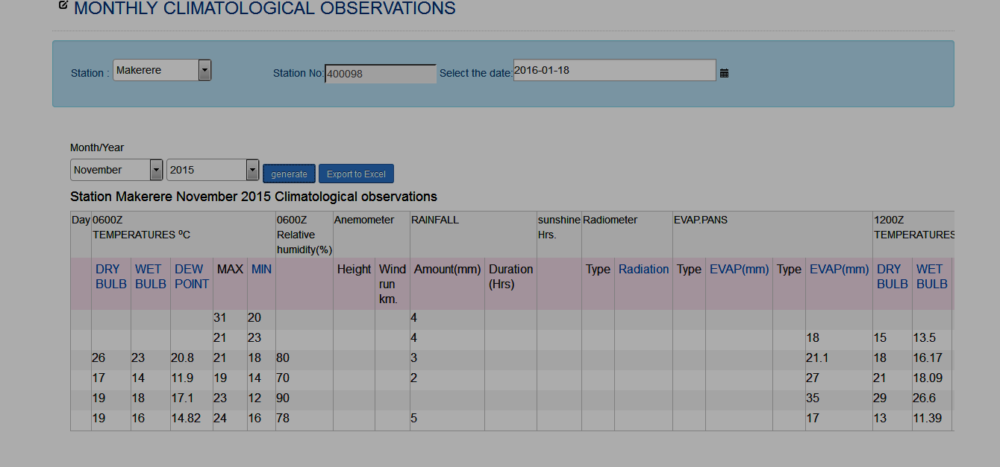 MONTHLY CLIMATOLOGICAL OBSERVATIONS
Station : Makerere Station No: 400098 Select the date: 2016-01-18
Month/Year
November 2015 generate Export to Excel
Station Makerere November 2015 Climatological observations
Day 0600Z 0600Z Anemometer RAINFALL sunshine Radiometer EVAP.PANS 1200Z
TEMPERATURES ºC Relative Hrs. TEMPERATURES
humidity(%)
DRY WET DEW MAX MIN Height Wind Amount(mm) Duration Type Radiation Type EVAP(mm) Type EVAP(mm) DRY WET
BULB BULB POINT run (Hrs) BULB BULB
km.
31 20 4
21 23 4 18 15 13.5
26 23 20.8 21 18 80 3 21.1 18 16.17
17 14 11.9 19 14 70 2 27 21 18.09
19 18 17.1 23 12 90 35 29 26.6
19 16 14.82 24 16 78 5 17 13 11.39